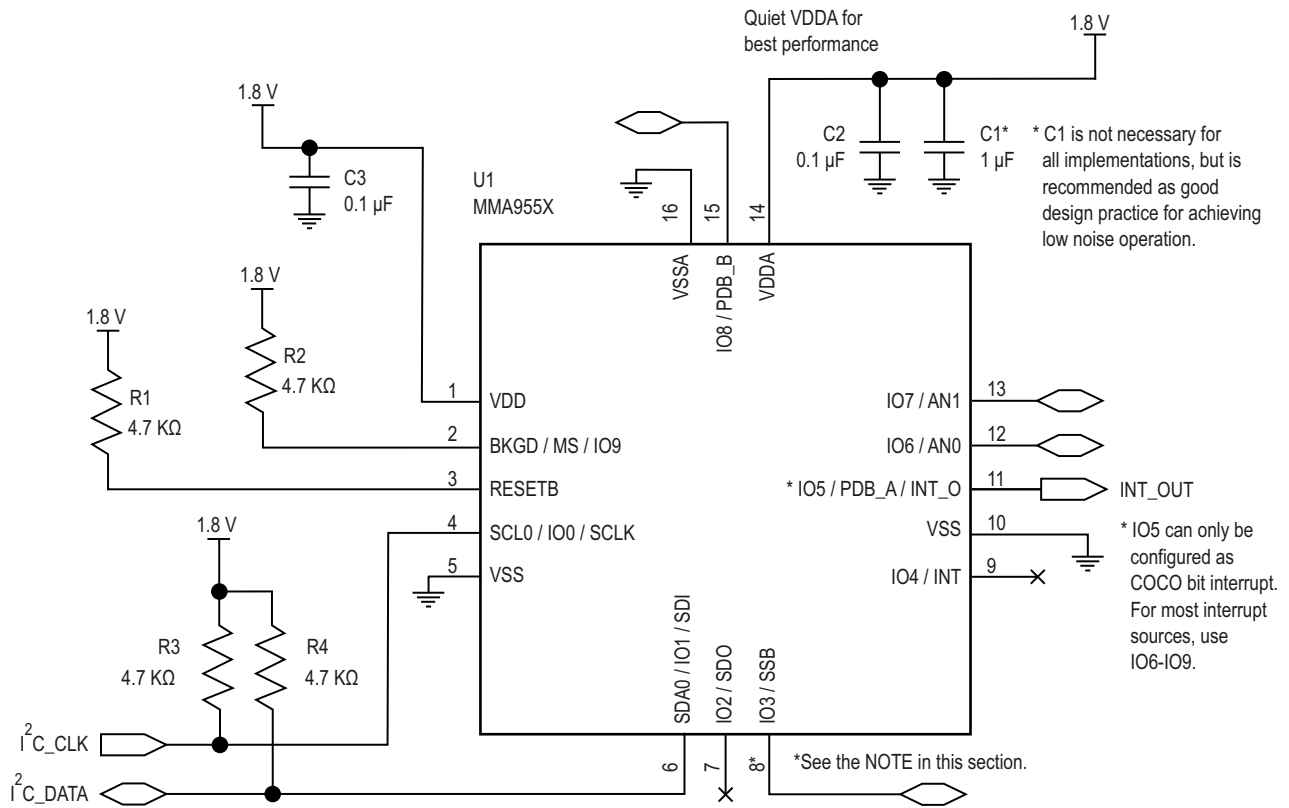 Quiet VDDA for
best performance
1.8 V
1.8 V
C2
0.1 µF
C1*
1 µF
* C1 is not necessary for
all implementations, but is
recommended as good
design practice for achieving
low noise operation.
C3
0.1 µF
U1
MMA955X
16
15
14
VSSA
IO8 / PDB_B
VDDA
1.8 V
1.8 V
R2
4.7 KΩ
R1
4.7 KΩ
1
VDD
2
BKGD / MS / IO9
3
RESETB
4
SCL0 / IO0 / SCLK
5
VSS
IO7 / AN1
13
IO6 / AN0
12
* IO5 / PDB_A / INT_O
11
INT_OUT
VSS
10
IO4 / INT
9
* IO5 can only be
configured as
COCO bit interrupt.
For most interrupt
sources, use
IO6-IO9.
1.8 V
R3
4.7 KΩ
R4
4.7 KΩ
SDA0 / IO1 / SDI
IO2 / SDO
IO3 / SSB
6
7
8*
*See the NOTE in this section.
I²C_CLK
I²C_DATA